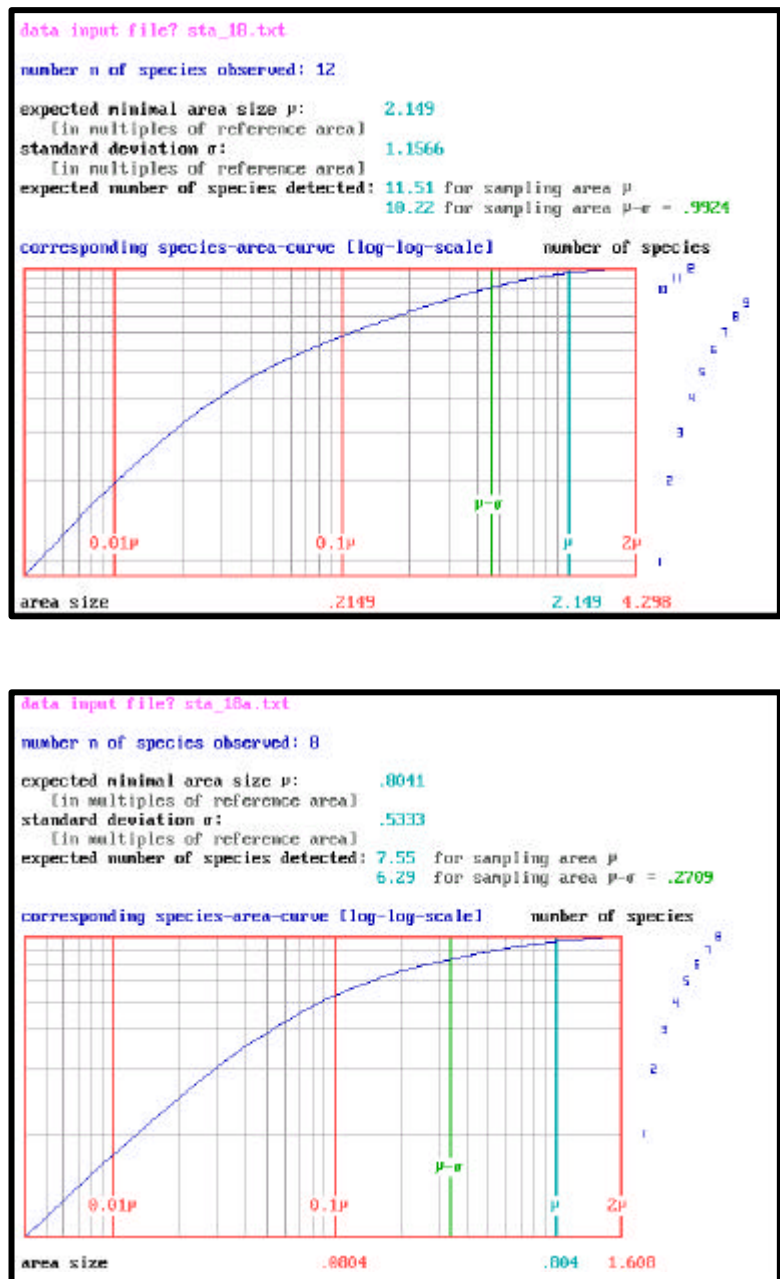 data input file? sta_18.txt
number n of species observed: 12
expected minimal area size μ: 2.149
[in multiples of reference area]
standard deviation σ: 1.1566
[in multiples of reference area]
expected number of species detected: 11.51 for sampling area μ
10.22 for sampling area μ-σ = .9924
corresponding species-area-curve [log-log-scale] number of species
12
11
10
9
8
7
6
5
4
3
2
1
μ-σ
0.01μ 0.1μ μ 2μ
area size .2149 2.149 4.298
data input file? sta_18a.txt
number n of species observed: 8
expected minimal area size μ: .8041
[in multiples of reference area]
standard deviation σ: .5333
[in multiples of reference area]
expected number of species detected: 7.55 for sampling area μ
6.29 for sampling area μ-σ = .2709
corresponding species-area-curve [log-log-scale] number of species
8
7
6
5
4
3
2
1
μ-σ
0.01μ 0.1μ μ 2μ
area size .0804 .804 1.608